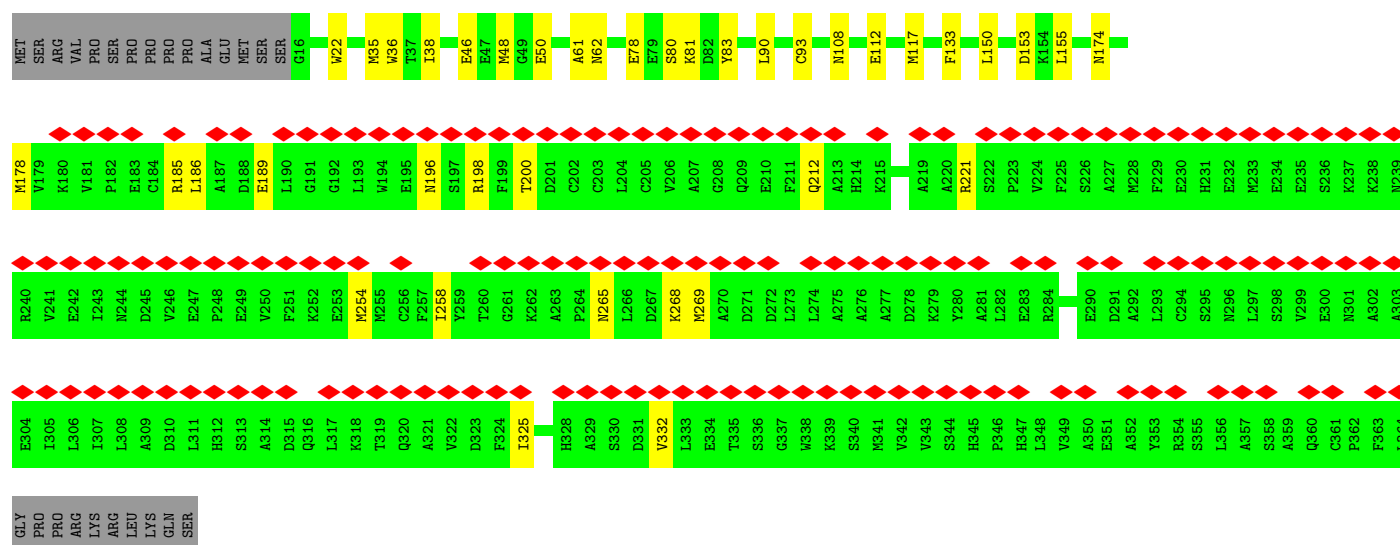 MET SER ARG VAL PRO SER PRO PRO PRO PRO ALA GLU MET SER SER G16 W22 M35 W36 T37 I38 E46 E47 M48 G49 E50 A61 N62 E78 E79 S80 K81 D82 Y83 L90 C93 N108 E112 M117 F133 L150 D153 K154 L155 N174
M178 V179 K180 V181 P182 E183 C184 R185 L186 A187 D188 E189 L190 G191 G192 L193 W194 E195 N196 S197 R198 F199 T200 D201 C202 C203 L204 C205 V206 A207 G208 Q209 E210 F211 Q212 A213 H214 K215 A219 A220 R221 S222 P223 V224 F225 S226 A227 M228 F229 E230 H231 E232 M233 E234 E235 S236 K237 K238 N239
R240 V241 E242 I243 N244 D245 V246 E247 P248 E249 V250 F251 K252 E253 M254 M255 C256 F257 I258 Y259 T260 G261 K262 A263 P264 N265 L266 D267 K268 M269 A270 D271 D272 L273 L274 A275 A276 A277 D278 K279 Y280 A281 L282 E283 R284 E290 D291 A292 L293 C294 S295 N296 L297 S298 V299 E300 N301 A302 A303
E304 I305 L306 I307 L308 A309 D310 L311 H312 S313 A314 D315 Q316 L317 K318 T319 Q320 A321 V322 D323 F324 I325 H328 A329 S330 D331 V332 L333 E334 T335 S336 G337 W338 K339 S340 M341 V342 V343 S344 H345 P346 H347 L348 V349 A350 E351 A352 Y353 R354 S355 L356 A357 S358 A359 Q360 C361 P362 F363
GLY PRO PRO ARG LYS ARG LEU LYS GLN SER